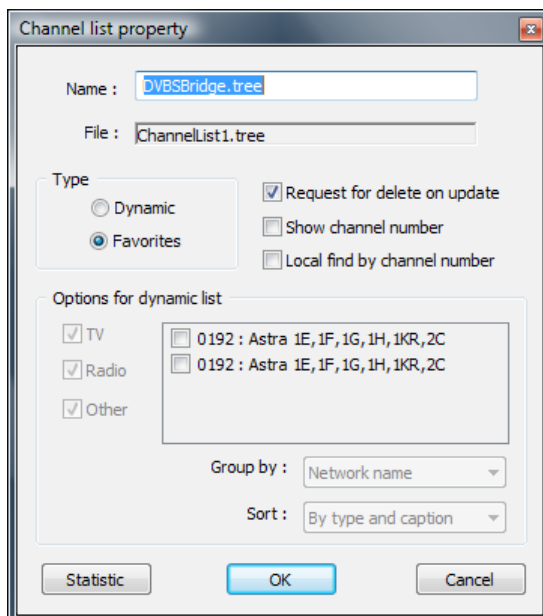 Channel list property
Name : DVBSBridge.tree
File : ChannelList1.tree
Type
Dynamic
Favorites
Request for delete on update
Show channel number
Local find by channel number
Options for dynamic list
TV
Radio
Other
0192 : Astra 1E,1F,1G,1H,1KR,2C
0192 : Astra 1E,1F,1G,1H,1KR,2C
Group by : Network name
Sort : By type and caption
Statistic OK Cancel